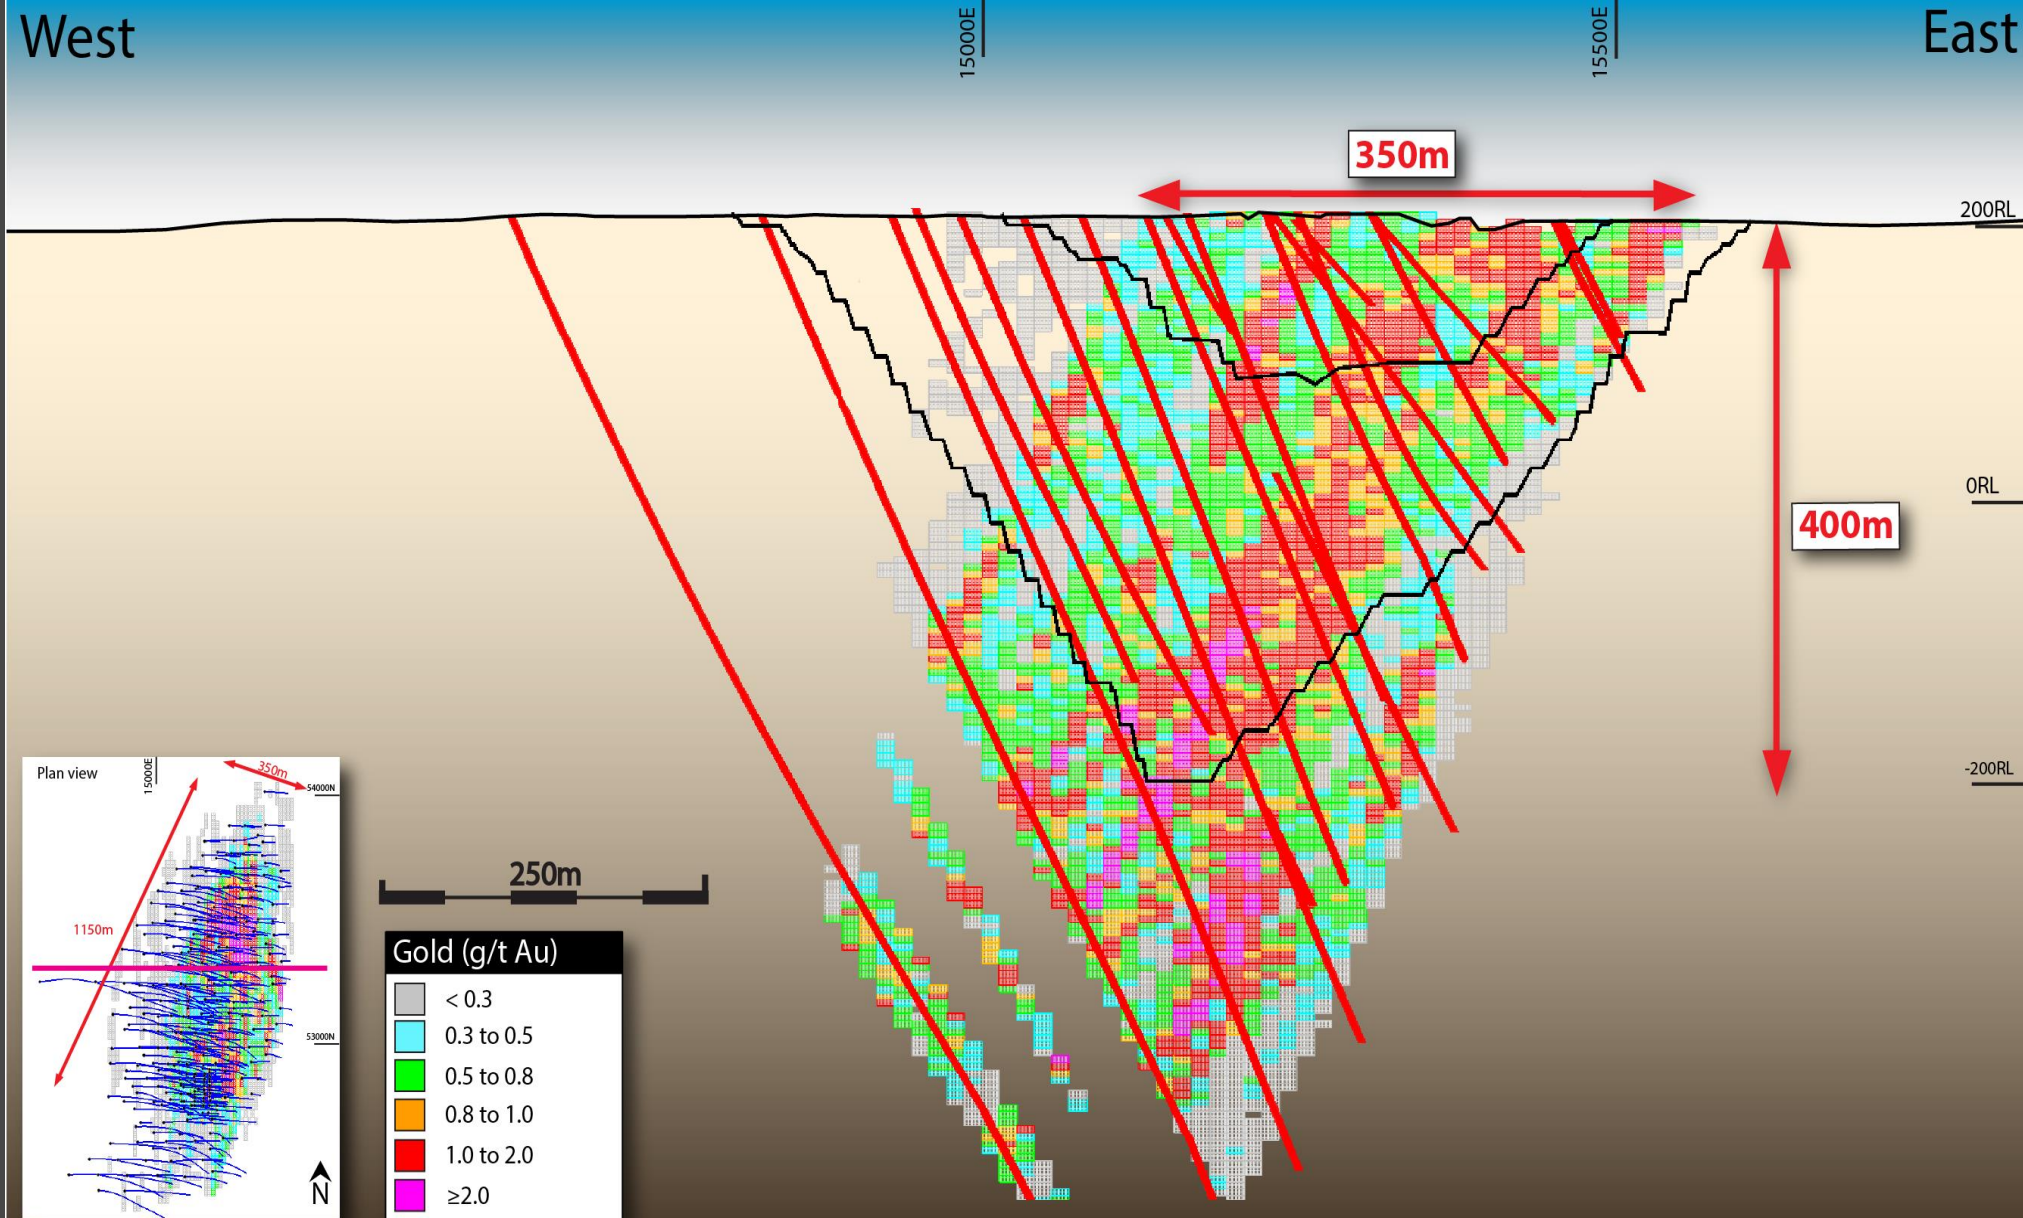 West
15000E
15500E
East
350m
200RL
0RL
400m
-200RL
Plan view
15000E
350m
54000N
1150m
53000N
N
250m
Gold (g/t Au)
< 0.3
0.3 to 0.5
0.5 to 0.8
0.8 to 1.0
1.0 to 2.0
≥2.0